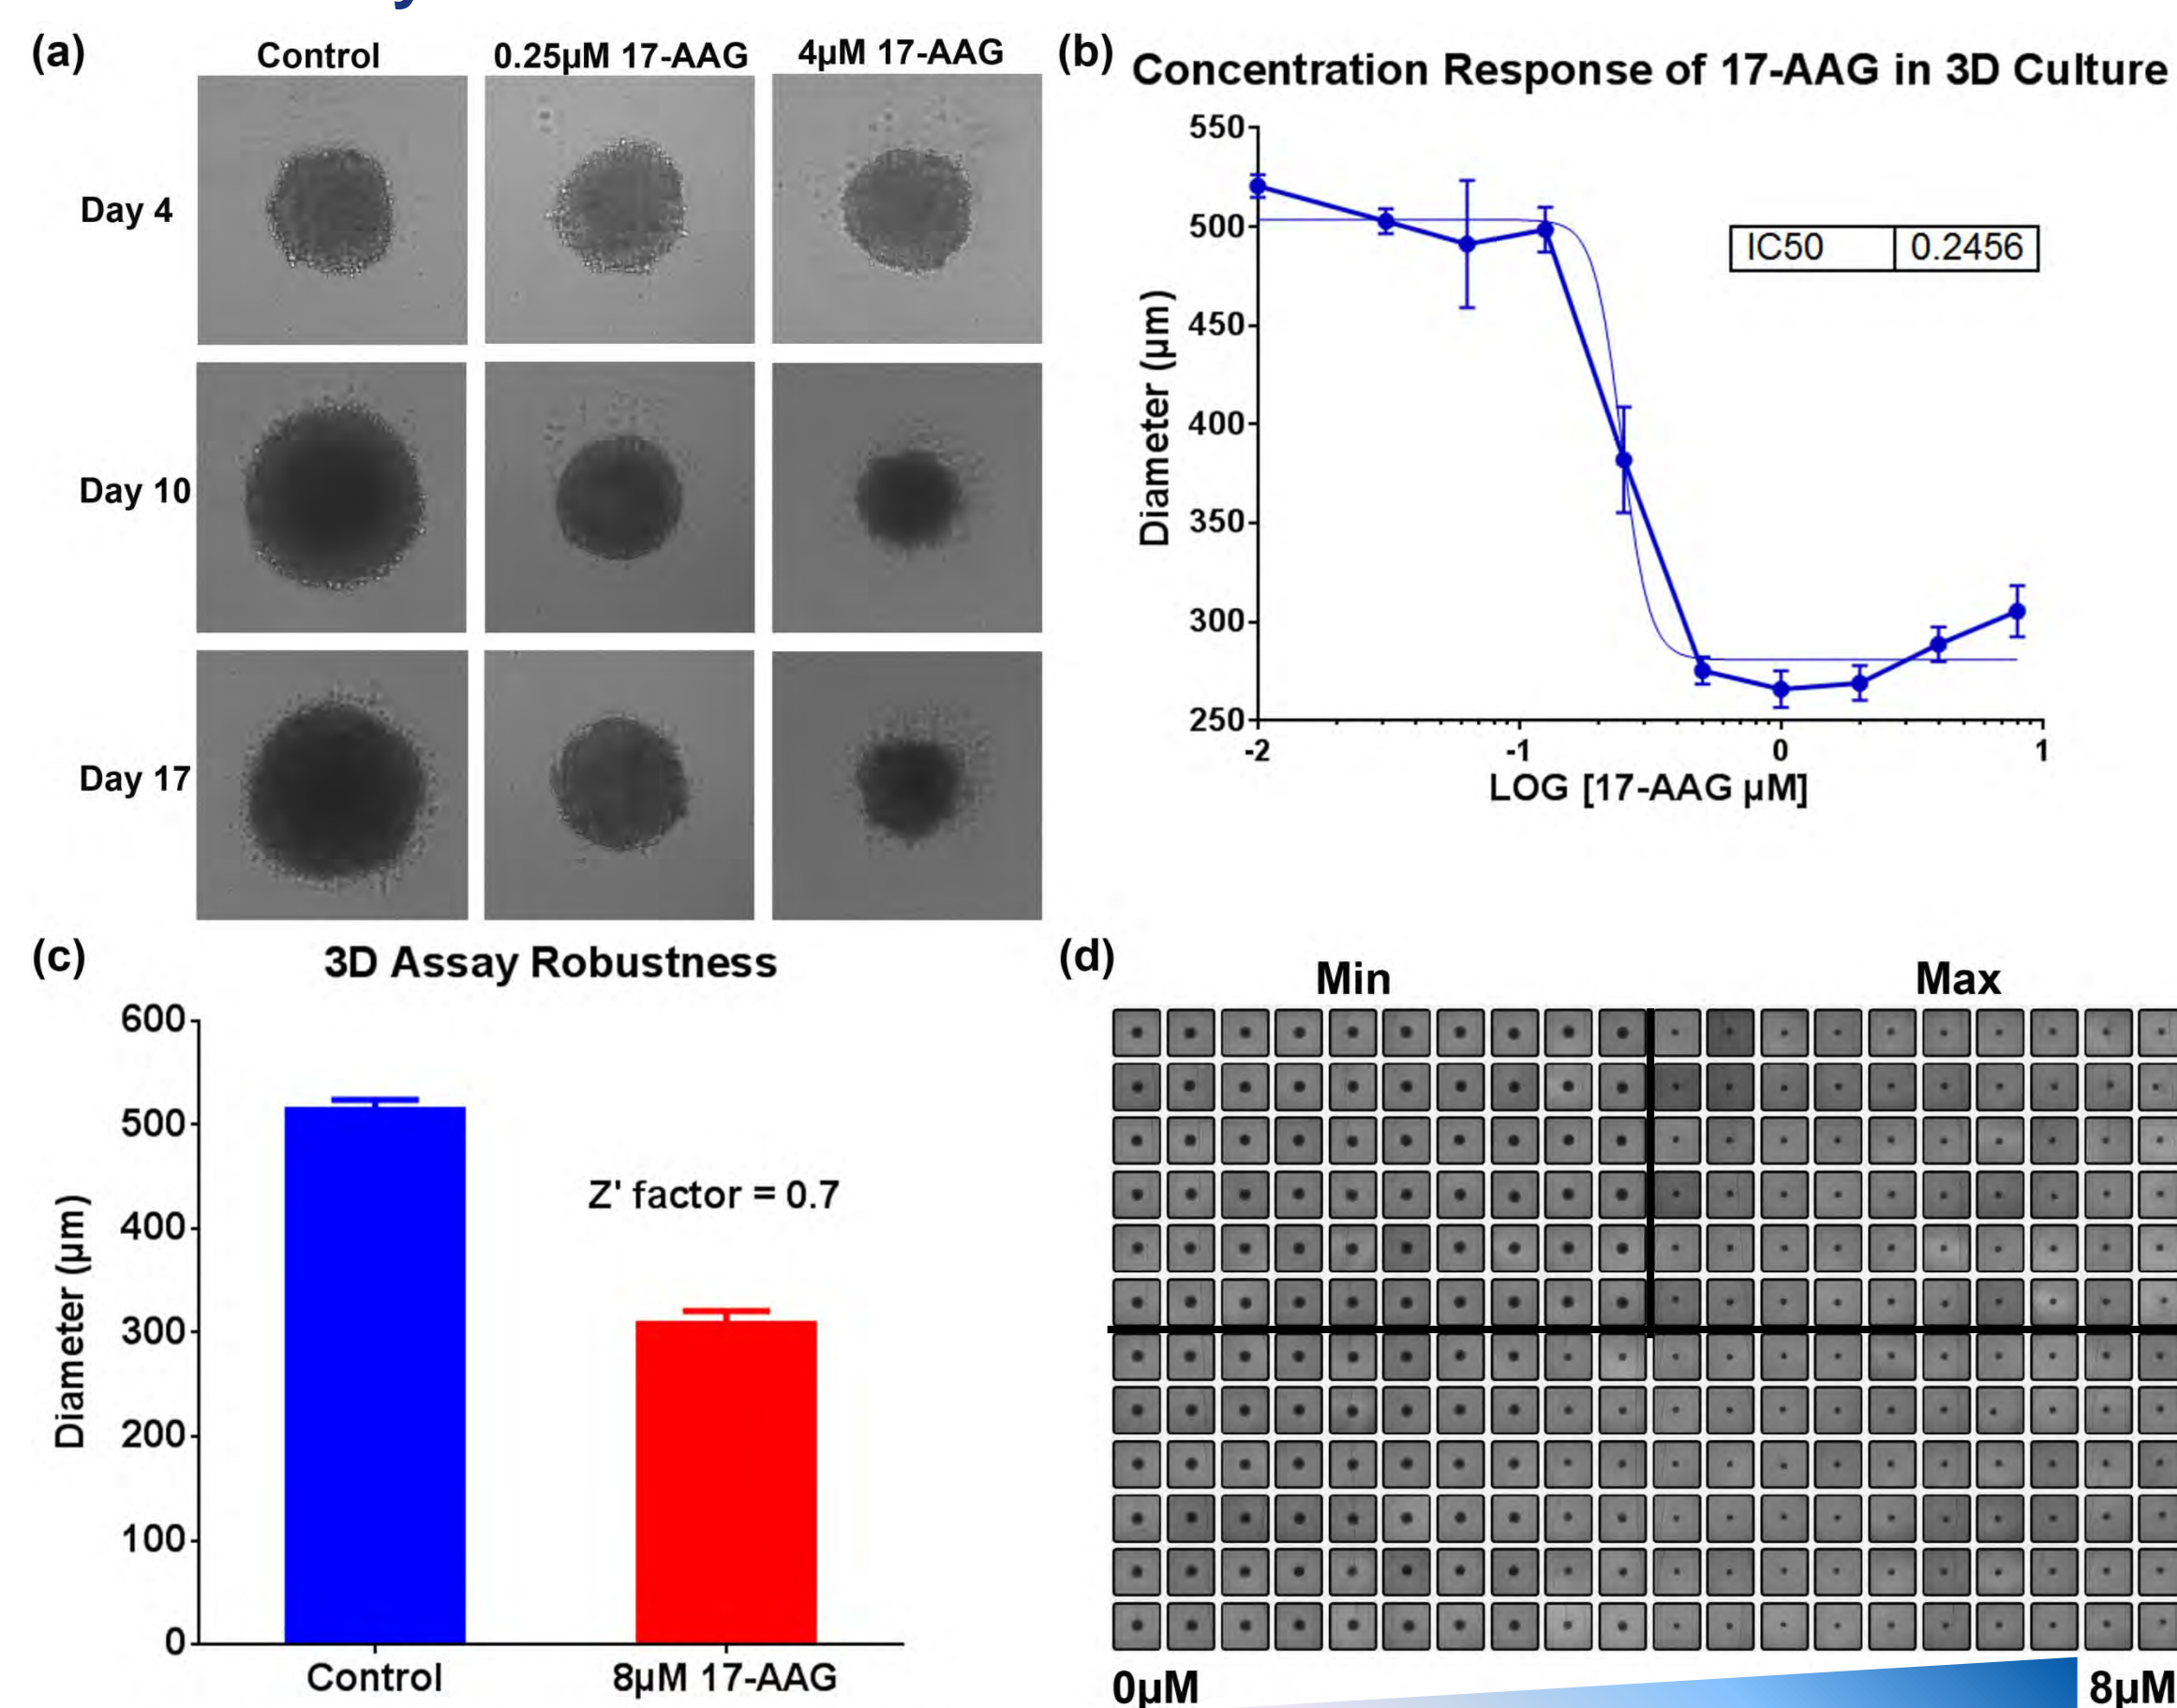 (a)
Control 0.25µM 17-AAG 4µM 17-AAG
Day 4
Day 10
Day 17
(b)
Concentration Response of 17-AAG in 3D Culture
550
500
450
400
350
300
250
Diameter (µm)
IC50 0.2456
-2 -1 0 1
LOG [17-AAG µM]
(c)
3D Assay Robustness
600
500
400
300
200
100
0
Diameter (µm)
Z' factor = 0.7
Control 8µM 17-AAG
(d)
Min Max
0µM 8µM